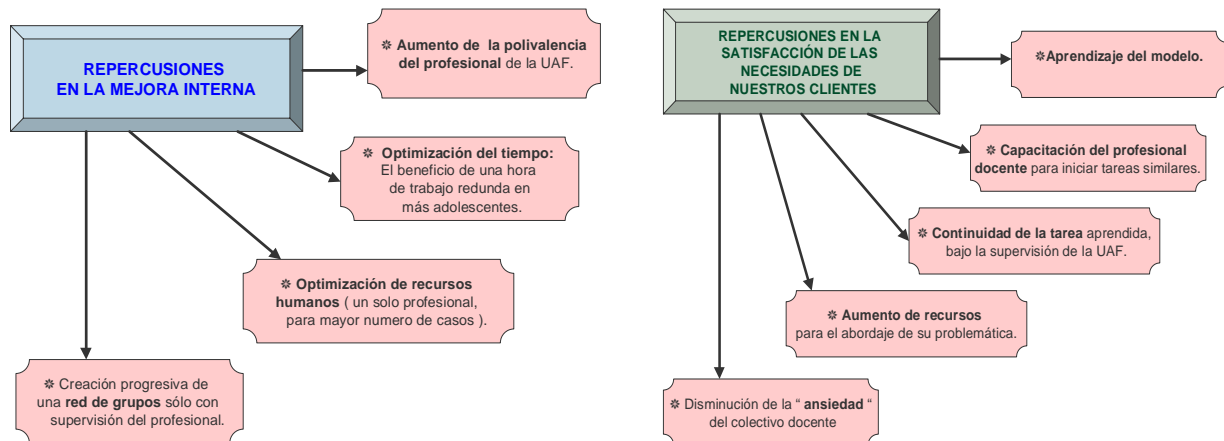 REPERCUSIONES
EN LA MEJORA INTERNA
❉ Aumento de la polivalencia
del profesional de la UAF.
❉ Optimización del tiempo:
El beneficio de una hora
de trabajo redunda en
más adolescentes.
❉ Optimización de recursos
humanos ( un solo profesional,
para mayor numero de casos ).
❉ Creación progresiva de
una red de grupos sólo con
supervisión del profesional.
REPERCUSIONES EN LA
SATISFACCIÓN DE LAS
NECESIDADES DE
NUESTROS CLIENTES
❉Aprendizaje del modelo.
❉ Capacitación del profesional
docente para iniciar tareas similares.
❉ Continuidad de la tarea aprendida,
bajo la supervisión de la UAF.
❉ Aumento de recursos
para el abordaje de su problemática.
❉ Disminución de la “ ansiedad “
del colectivo docente